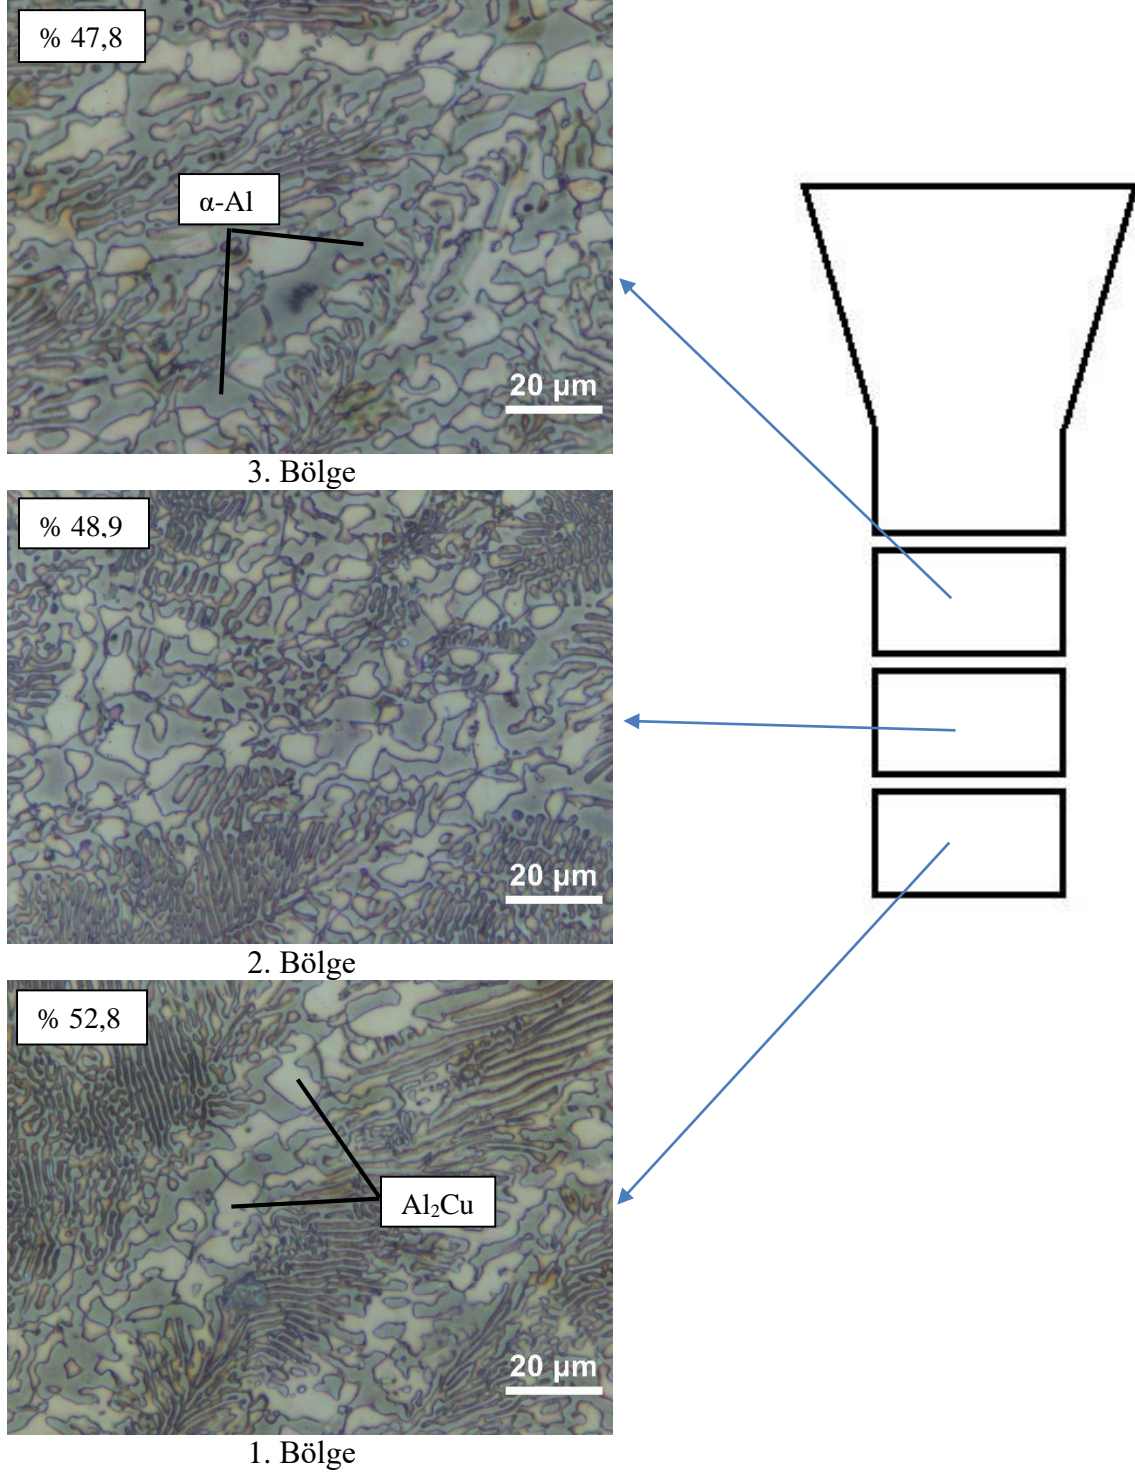 % 47,8
α-Al
20 µm
3. Bölge
% 48,9
20 µm
2. Bölge
% 52,8
Al₂Cu
20 µm
1. Bölge